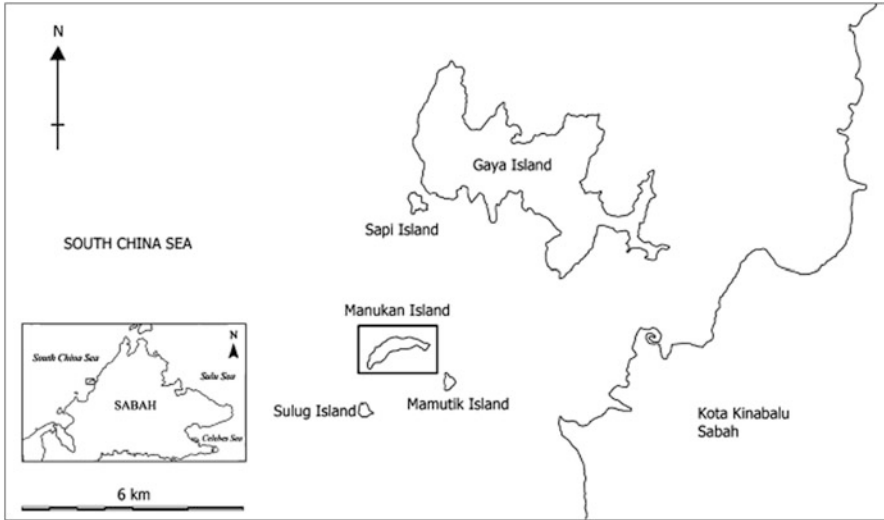 N
Gaya Island
Sapi Island
SOUTH CHINA SEA
Manukan Island
N
South China Sea
Sulu Sea
SABAH
Celebes Sea
Mamutik Island
Sulug Island
Kota Kinabalu
Sabah
6 km